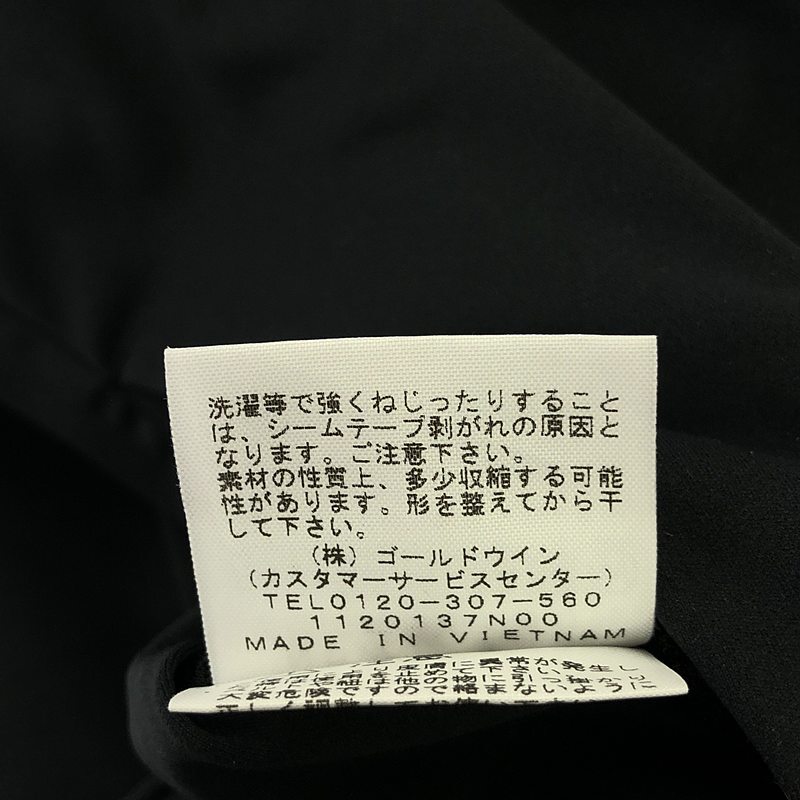 洗濯等で強くねじったりすること
は、シームテープ剥がれの原因と
なります。ご注意下さい。
素材の性質上、多少収縮する可能
性があります。形を整えてから干
して下さい。
(株)ゴールドウイン
(カスタマーサービスセンター)
TEL0120-307-560
1120137N00
MADE IN VIETNAM